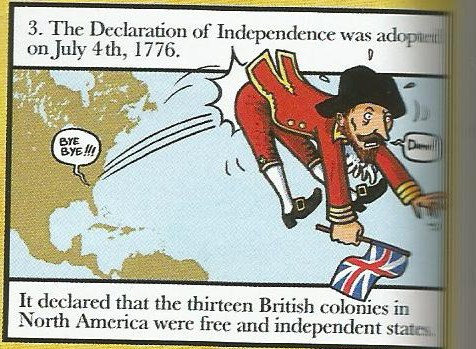 3. The Declaration of Independence was adopted
on July 4th, 1776.
BYE
BYE!!!
It declared that the thirteen British colonies in
North America were free and independent states.